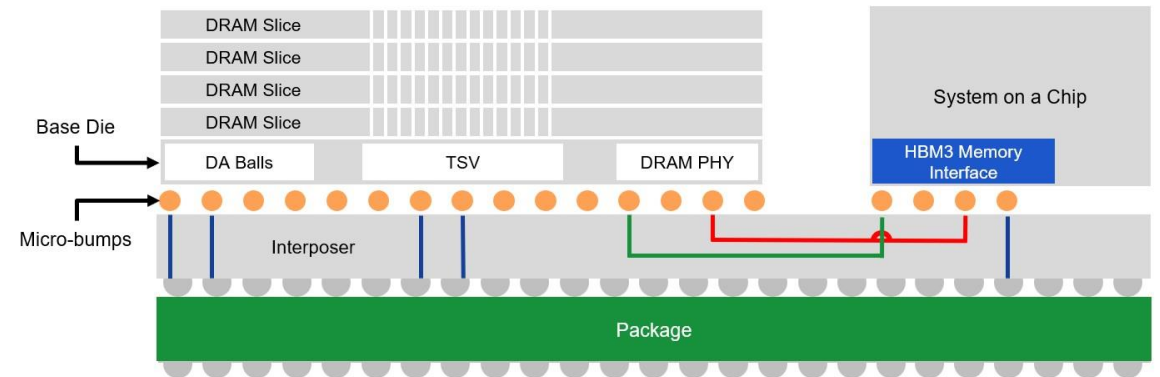 DRAM Slice
DRAM Slice
DRAM Slice
DRAM Slice
System on a Chip
Base Die
DA Balls
TSV
DRAM PHY
HBM3 Memory
Interface
Micro-bumps
Interposer
Package